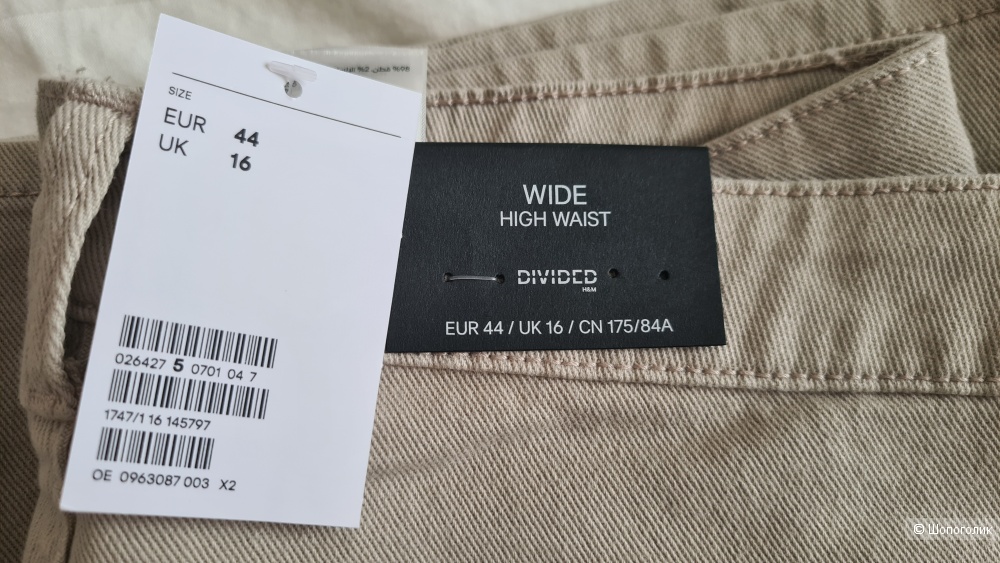 SIZE
EUR 44
UK 16
026427 5 0701 04 7
1747/1 16 145797
OE 0963087 003 X2
WIDE
HIGH WAIST
DIVIDED
H&M
EUR 44 / UK 16 / CN 175/84A
© Шопоголик